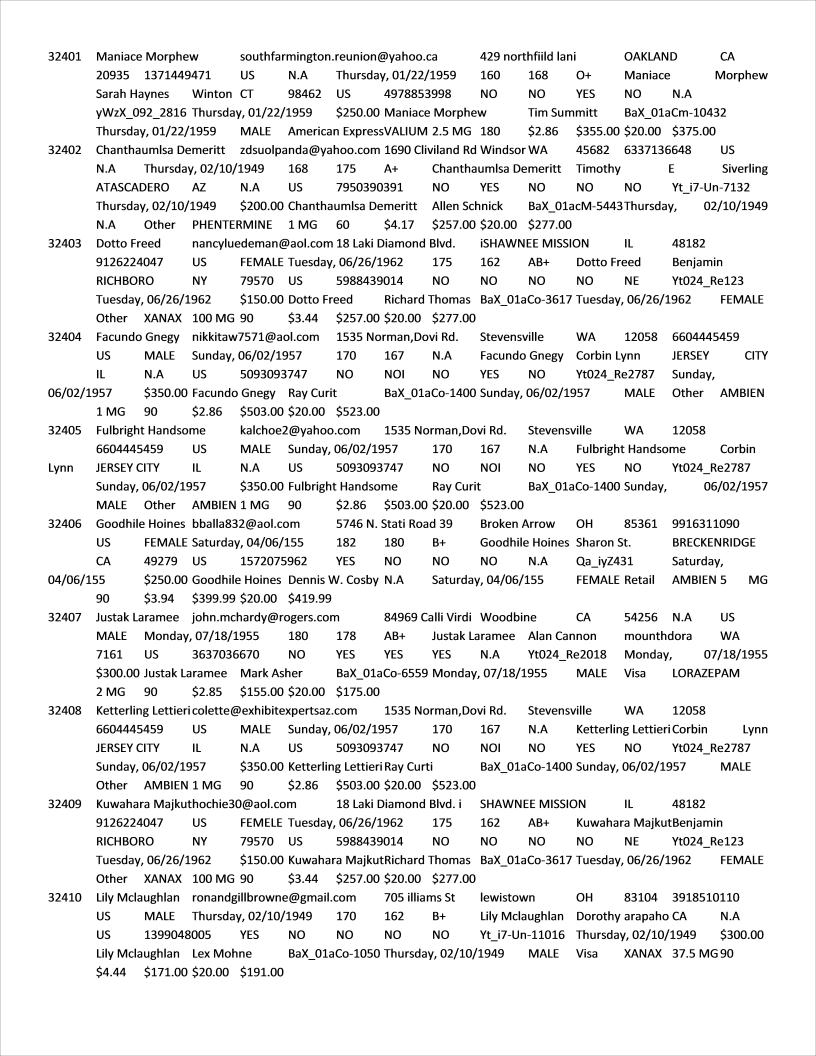 32401 Maniace Morphew southfarmington.reunion@yahoo.ca 429 northfiild lani OAKLAND CA
20935 1371449471 US N.A Thursday, 01/22/1959 160 168 O+ Maniace Morphew
Sarah Haynes Winton CT 98462 US 4978853998 NO NO YES NO N.A
yWzX_092_2816 Thursday, 01/22/1959 $250.00 Maniace Morphew Tim Summitt BaX_01aCm-10432
Thursday, 01/22/1959 MALE American ExpressVALIUM 2.5 MG 180 $2.86 $355.00 $20.00 $375.00
32402 Chanthaumlsa Demeritt zdsuolpanda@yahoo.com 1690 Cliviland Rd Windsor WA 45682 6337136648 US
N.A Thursday, 02/10/1949 168 175 A+ Chanthaumlsa Demeritt Timothy E Siverling
ATASCADERO AZ N.A US 7950390391 NO YES NO NO NO Yt_i7-Un-7132
Thursday, 02/10/1949 $200.00 Chanthaumlsa Demeritt Allen Schnick BaX_01acM-5443Thursday, 02/10/1949
N.A Other PHENTERMINE 1 MG 60 $4.17 $257.00 $20.00 $277.00
32403 Dotto Freed nancyluedeman@aol.com 18 Laki Diamond Blvd. iSHAWNEE MISSION IL 48182
9126224047 US FEMALE Tuesday, 06/26/1962 175 162 AB+ Dotto Freed Benjamin
RICHBORO NY 79570 US 5988439014 NO NO NO NO NE Yt024_Re123
Tuesday, 06/26/1962 $150.00 Dotto Freed Richard Thomas BaX_01aCo-3617 Tuesday, 06/26/1962 FEMALE
Other XANAX 100 MG 90 $3.44 $257.00 $20.00 $277.00
32404 Facundo Gnegy nikkitaw7571@aol.com 1535 Norman,Dovi Rd. Stevensville WA 12058 6604445459
US MALE Sunday, 06/02/1957 170 167 N.A Facundo Gnegy Corbin Lynn JERSEY CITY
IL N.A US 5093093747 NO NOI NO YES NO Yt024_Re2787 Sunday,
06/02/1957 $350.00 Facundo Gnegy Ray Curit BaX_01aCo-1400 Sunday, 06/02/1957 MALE Other AMBIEN
1 MG 90 $2.86 $503.00 $20.00 $523.00
32405 Fulbright Handsome kalchoe2@yahoo.com 1535 Norman,Dovi Rd. Stevensville WA 12058
6604445459 US MALE Sunday, 06/02/1957 170 167 N.A Fulbright Handsome Corbin
Lynn JERSEY CITY IL N.A US 5093093747 NO NOI NO YES NO Yt024_Re2787
Sunday, 06/02/1957 $350.00 Fulbright Handsome Ray Curit BaX_01aCo-1400 Sunday, 06/02/1957
MALE Other AMBIEN 1 MG 90 $2.86 $503.00 $20.00 $523.00
32406 Goodhile Hoines bballa832@aol.com 5746 N. Stati Road 39 Broken Arrow OH 85361 9916311090
US FEMALE Saturday, 04/06/155 182 180 B+ Goodhile Hoines Sharon St. BRECKENRIDGE
CA 49279 US 1572075962 YES NO NO NO N.A Qa_iyZ431 Saturday,
04/06/155 $250.00 Goodhile Hoines Dennis W. Cosby N.A Saturday, 04/06/155 FEMALE Retail AMBIEN 5 MG
90 $3.94 $399.99 $20.00 $419.99
32407 Justak Laramee john.mchardy@rogers.com 84969 Calli Virdi Woodbine CA 54256 N.A US
MALE Monday, 07/18/1955 180 178 AB+ Justak Laramee Alan Cannon mounthdora WA
7161 US 3637036670 NO YES YES YES N.A Yt024_Re2018 Monday, 07/18/1955
$300.00 Justak Laramee Mark Asher BaX_01aCo-6559 Monday, 07/18/1955 MALE Visa LORAZEPAM
2 MG 90 $2.85 $155.00 $20.00 $175.00
32408 Ketterling Lettieri colette@exhibitexpertsaz.com 1535 Norman,Dovi Rd. Stevensville WA 12058
6604445459 US MALE Sunday, 06/02/1957 170 167 N.A Ketterling Lettieri Corbin Lynn
JERSEY CITY IL N.A US 5093093747 NO NOI NO YES NO Yt024_Re2787
Sunday, 06/02/1957 $350.00 Ketterling Lettieri Ray Curti BaX_01aCo-1400 Sunday, 06/02/1957 MALE
Other AMBIEN 1 MG 90 $2.86 $503.00 $20.00 $523.00
32409 Kuwahara Majkuthochie30@aol.com 18 Laki Diamond Blvd. i SHAWNEE MISSION IL 48182
9126224047 US FEMELE Tuesday, 06/26/1962 175 162 AB+ Kuwahara MajkutBenjamin
RICHBORO NY 79570 US 5988439014 NO NO NO NO NE Yt024_Re123
Tuesday, 06/26/1962 $150.00 Kuwahara MajkutRichard Thomas BaX_01aCo-3617 Tuesday, 06/26/1962 FEMALE
Other XANAX 100 MG 90 $3.44 $257.00 $20.00 $277.00
32410 Lily Mclaughlan ronandgillbrowne@gmail.com 705 illiams St lewistown OH 83104 3918510110
US MALE Thursday, 02/10/1949 170 162 B+ Lily Mclaughlan Dorothy arapaho CA N.A
US 1399048005 YES NO NO NO NO Yt_i7-Un-11016 Thursday, 02/10/1949 $300.00
Lily Mclaughlan Lex Mohne BaX_01aCo-1050 Thursday, 02/10/1949 MALE Visa XANAX 37.5 MG 90
$4.44 $171.00 $20.00 $191.00